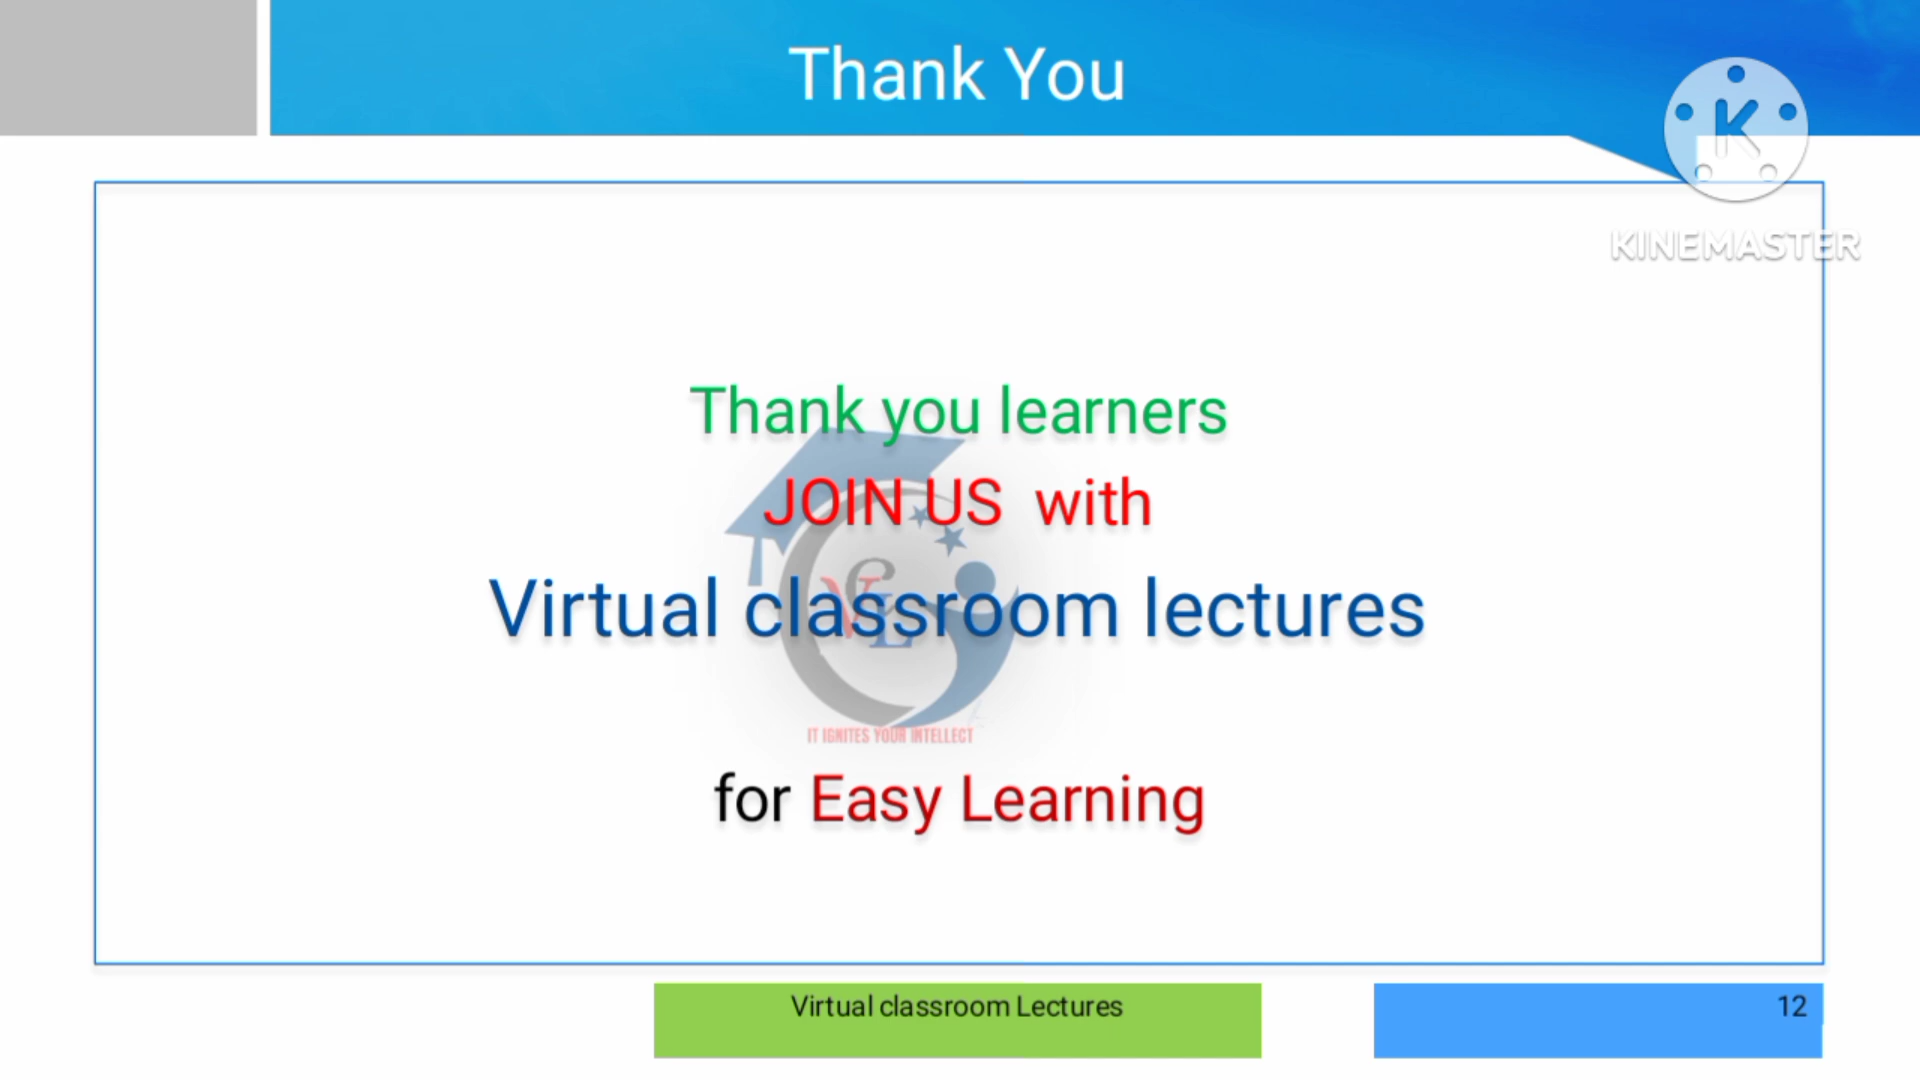 Thank You
K
KINEMASTER
Thank you learners
JOIN US with
Virtual classroom lectures
VcL
IT IGNITES YOUR INTELLECT
for Easy Learning
Virtual classroom Lectures
12